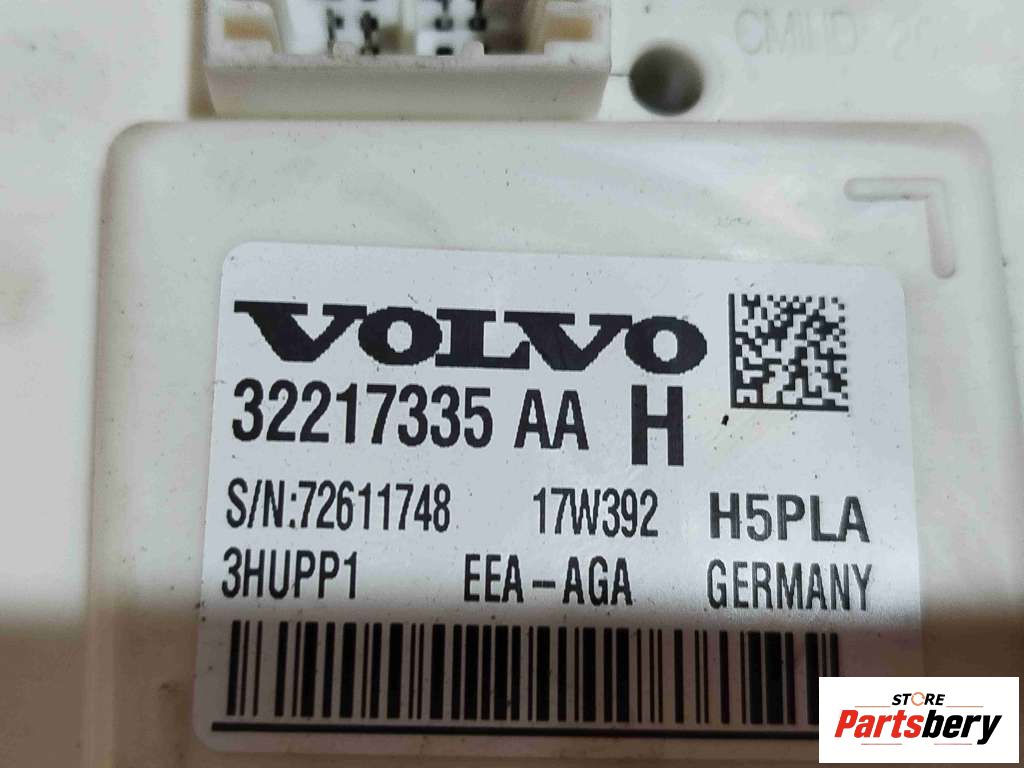 VOLVO
32217335 AA H
S/N:72611748 17W392 H5PLA
3HUPP1 EEA-AGA GERMANY
STORE
Partsbery